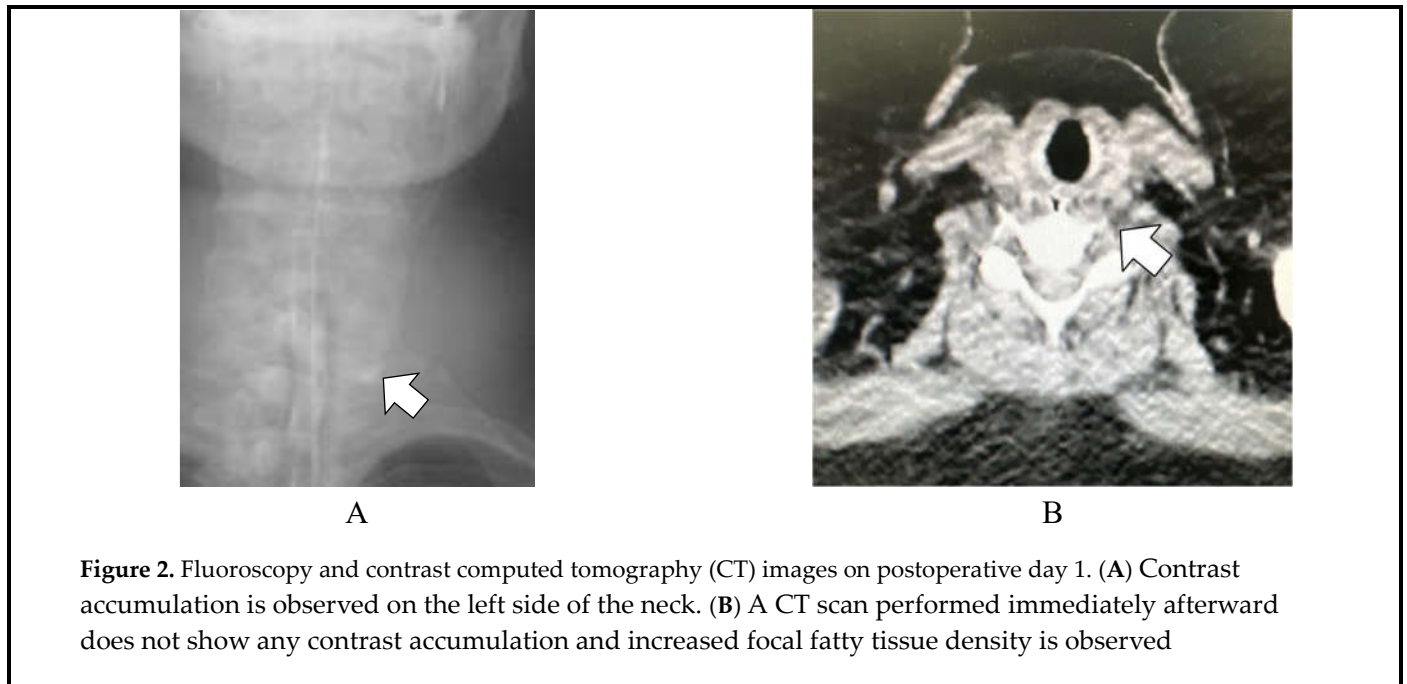 A
B
Figure 2. Fluoroscopy and contrast computed tomography (CT) images on postoperative day 1. (A) Contrast
accumulation is observed on the left side of the neck. (B) A CT scan performed immediately afterward
does not show any contrast accumulation and increased focal fatty tissue density is observed